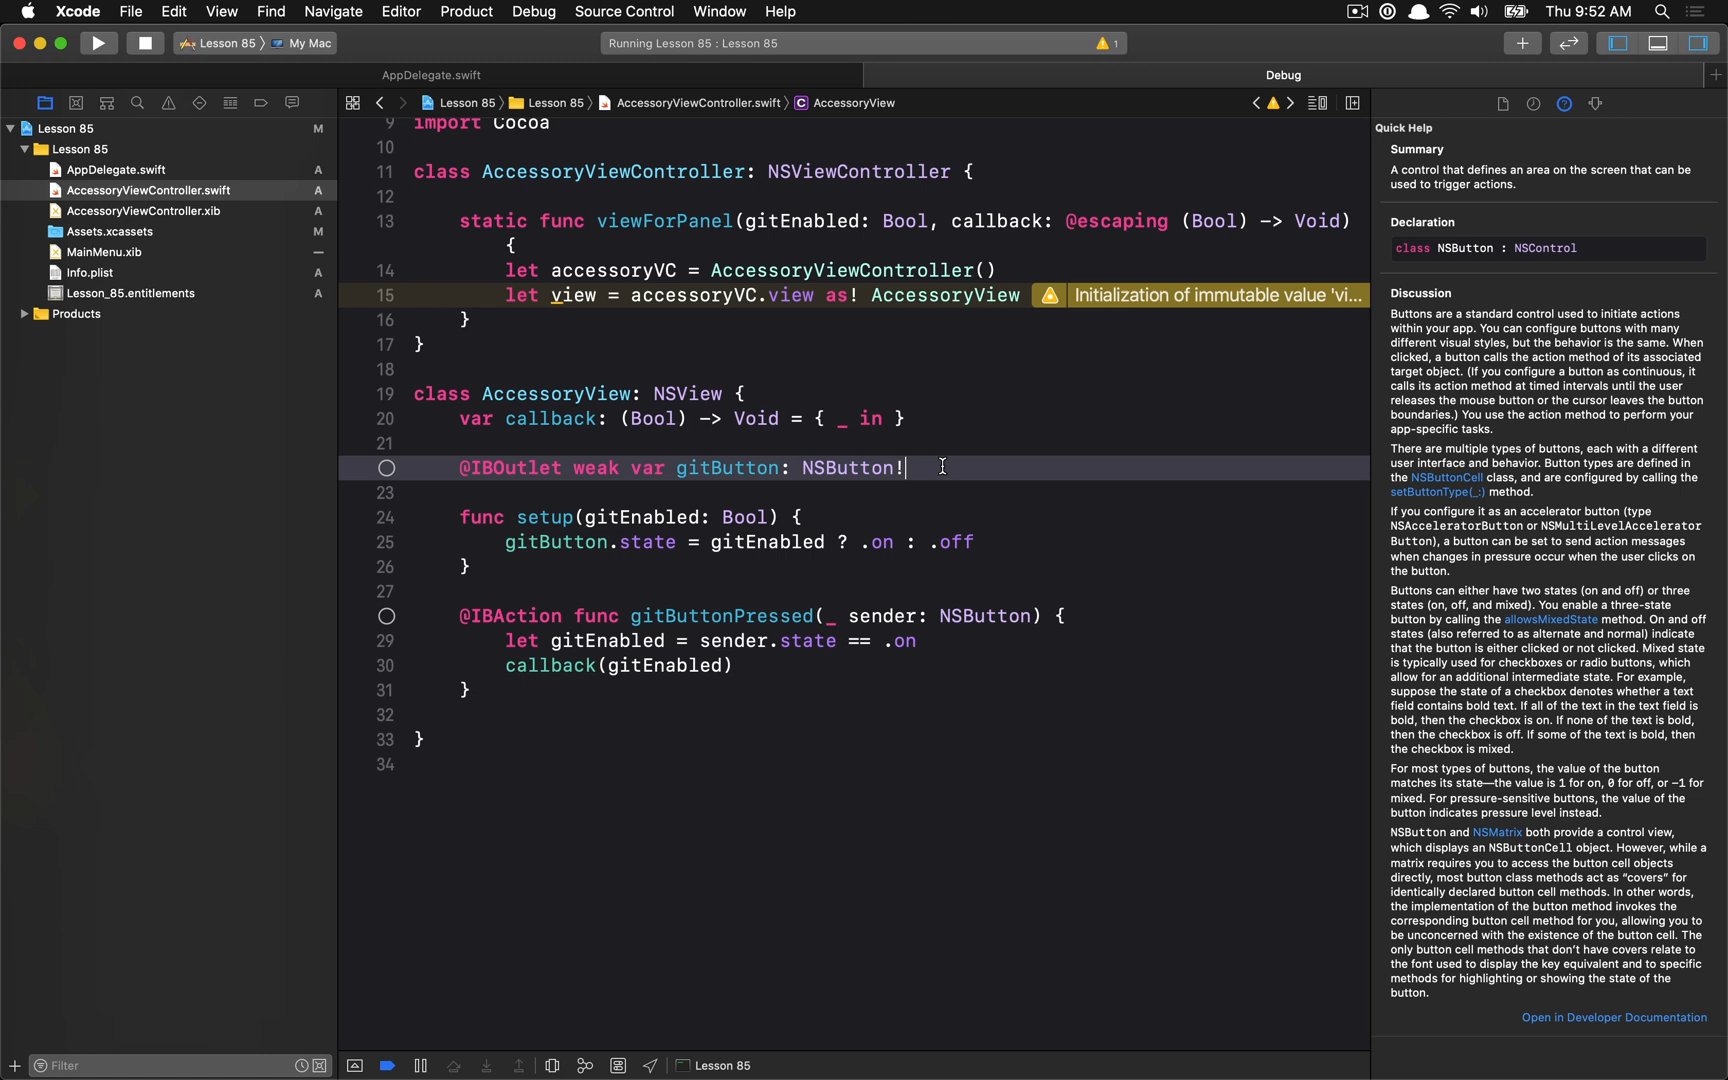 Xcode File Edit View Find Navigate Editor Product Debug Source Control Window Help Thu 9:52 AM
Lesson 85 My Mac Running Lesson 85 : Lesson 85 1
AppDelegate.swift Debug
Lesson 85 Lesson 85 AccessoryViewController.swift C AccessoryView
Lesson 85 M
Lesson 85
AppDelegate.swift A
AccessoryViewController.swift A
AccessoryViewController.xib A
Assets.xcassets M
MainMenu.xib
Info.plist A
Lesson_85.entitlements A
Products
Filter
9 import Cocoa
10
11 class AccessoryViewController: NSViewController {
12
13 static func viewForPanel(gitEnabled: Bool, callback: @escaping (Bool) -> Void)
{
14 let accessoryVC = AccessoryViewController()
15 let view = accessoryVC.view as! AccessoryView Initialization of immutable value 'vi...
16 }
17 }
18
19 class AccessoryView: NSView {
20 var callback: (Bool) -> Void = { _ in }
21
@IBOutlet weak var gitButton: NSButton!
23
24 func setup(gitEnabled: Bool) {
25 gitButton.state = gitEnabled ? .on : .off
26 }
27
@IBAction func gitButtonPressed(_ sender: NSButton) {
29 let gitEnabled = sender.state == .on
30 callback(gitEnabled)
31 }
32
33 }
34
Lesson 85
Quick Help
Summary
A control that defines an area on the screen that can be
used to trigger actions.
Declaration
class NSButton : NSControl
Discussion
Buttons are a standard control used to initiate actions
within your app. You can configure buttons with many
different visual styles, but the behavior is the same. When
clicked, a button calls the action method of its associated
target object. (If you configure a button as continuous, it
calls its action method at timed intervals until the user
releases the mouse button or the cursor leaves the button
boundaries.) You use the action method to perform your
app-specific tasks.
There are multiple types of buttons, each with a different
user interface and behavior. Button types are defined in
the NSButtonCell class, and are configured by calling the
setButtonType(_:) method.
If you configure it as an accelerator button (type
NSAcceleratorButton or NSMultiLevelAccelerator
Button), a button can be set to send action messages
when changes in pressure occur when the user clicks on
the button.
Buttons can either have two states (on and off) or three
states (on, off, and mixed). You enable a three-state
button by calling the allowsMixedState method. On and off
states (also referred to as alternate and normal) indicate
that the button is either clicked or not clicked. Mixed state
is typically used for checkboxes or radio buttons, which
allow for an additional intermediate state. For example,
suppose the state of a checkbox denotes whether a text
field contains bold text. If all of the text in the text field is
bold, then the checkbox is on. If none of the text is bold,
then the checkbox is off. If some of the text is bold, then
the checkbox is mixed.
For most types of buttons, the value of the button
matches its state—the value is 1 for on, 0 for off, or -1 for
mixed. For pressure-sensitive buttons, the value of the
button indicates pressure level instead.
NSButton and NSMatrix both provide a control view,
which displays an NSButtonCell object. However, while a
matrix requires you to access the button cell objects
directly, most button class methods act as “covers” for
identically declared button cell methods. In other words,
the implementation of the button method invokes the
corresponding button cell method for you, allowing you to
be unconcerned with the existence of the button cell. The
only button cell methods that don’t have covers relate to
the font used to display the key equivalent and to specific
methods for highlighting or showing the state of the
button.
Open in Developer Documentation